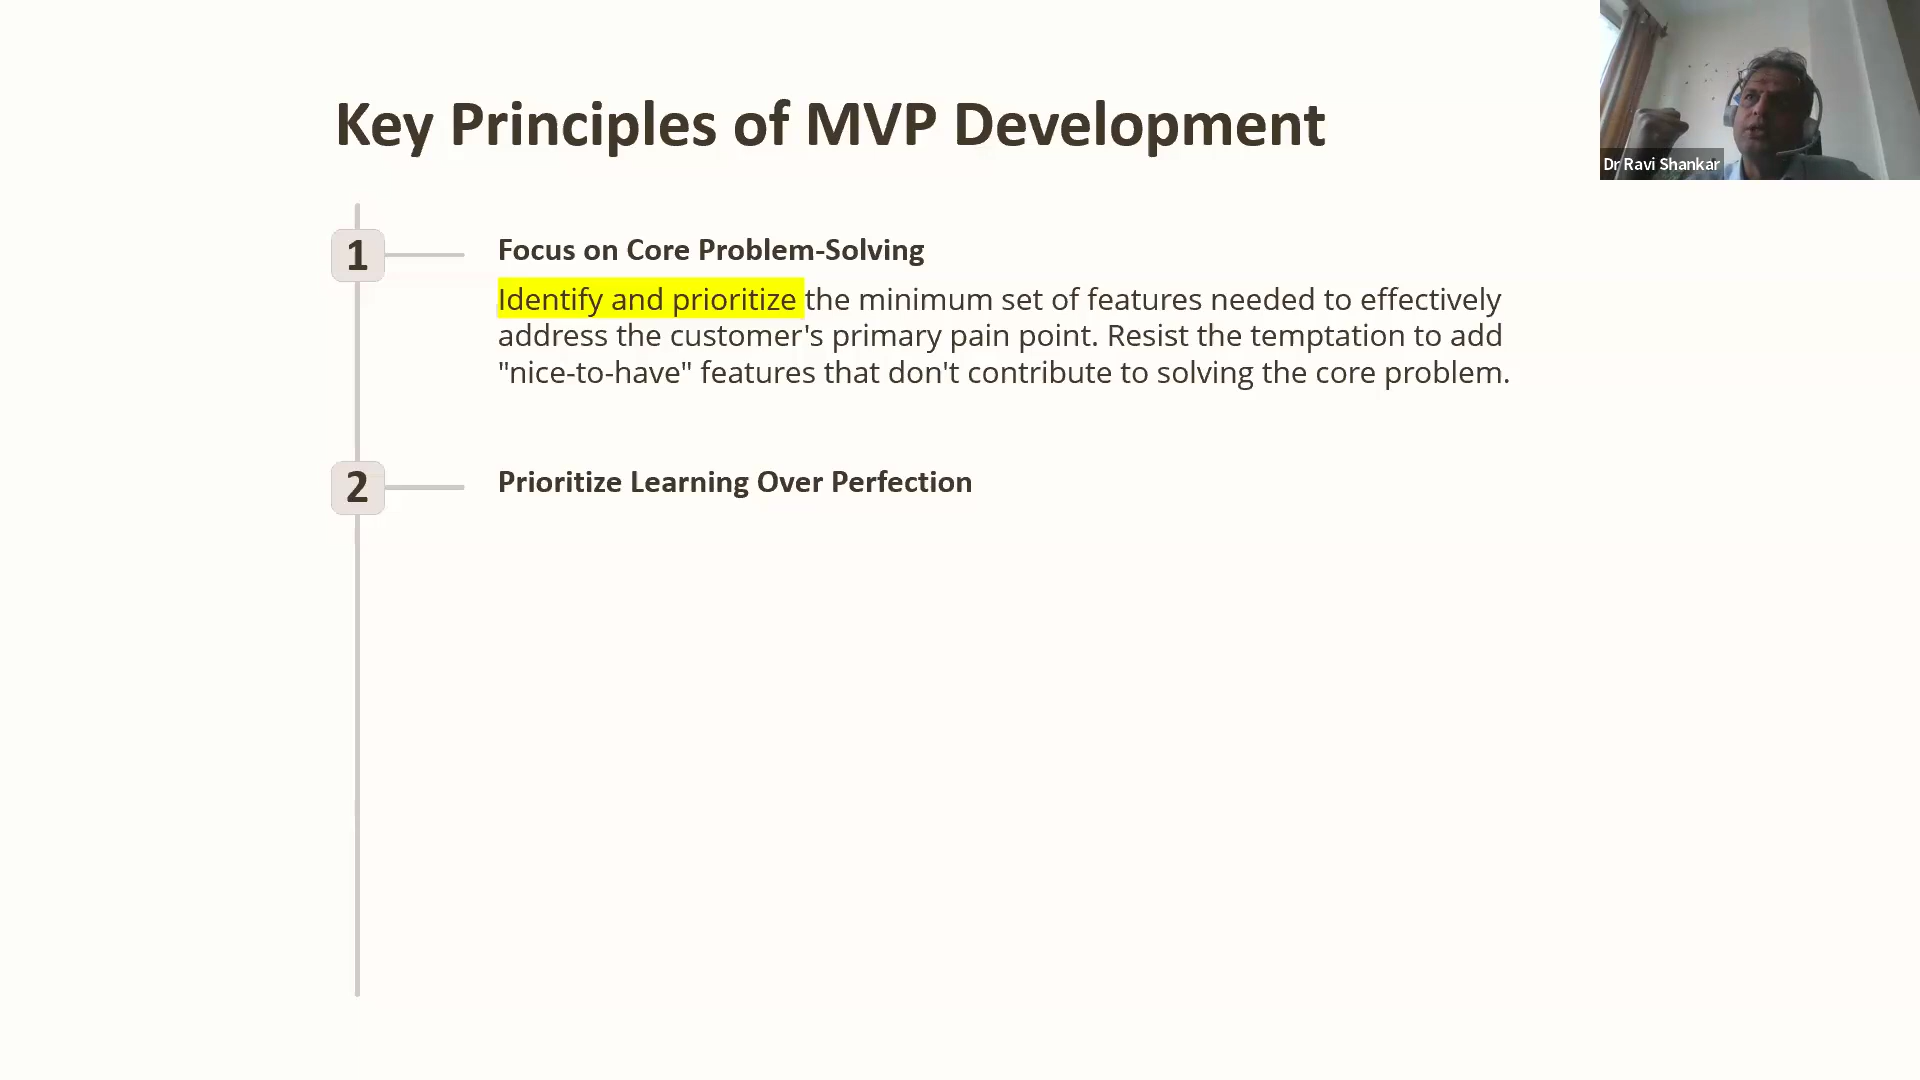 Key Principles of MVP Development
Dr Ravi Shankar
1
Focus on Core Problem-Solving
Identify and prioritize the minimum set of features needed to effectively
address the customer's primary pain point. Resist the temptation to add
"nice-to-have" features that don't contribute to solving the core problem.
2
Prioritize Learning Over Perfection